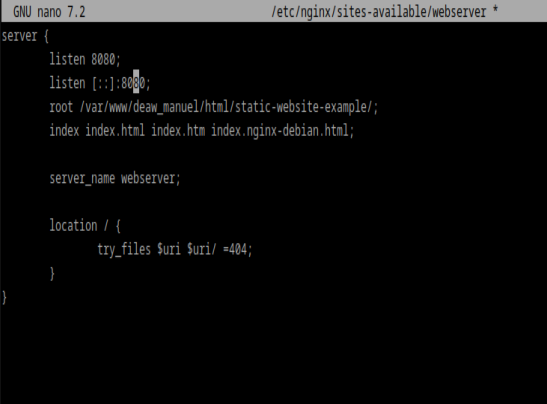 GNU nano 7.2 /etc/nginx/sites-available/webserver *
server {
listen 8080;
listen [::]:8080;
root /var/www/deaw_manuel/html/static-website-example/;
index index.html index.htm index.nginx-debian.html;
server_name webserver;
location / {
try_files $uri $uri/ =404;
}
}